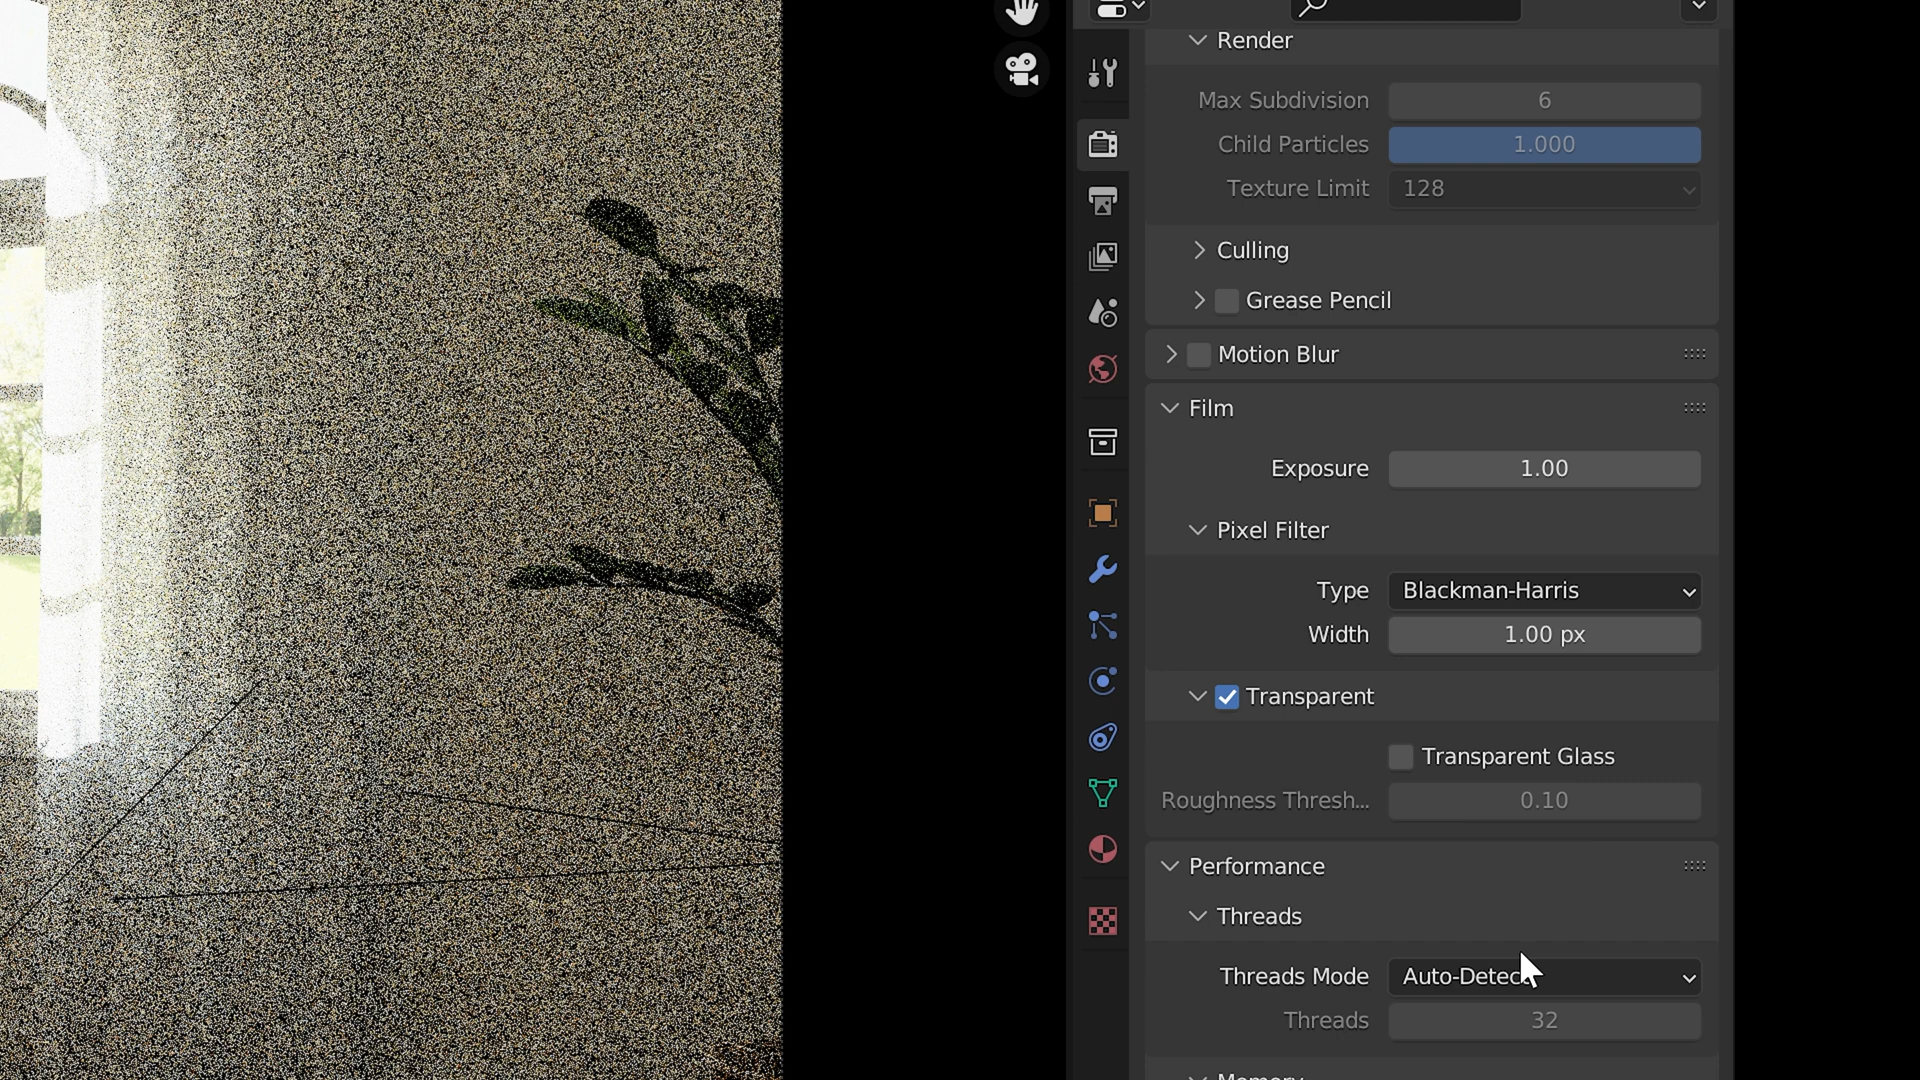 Render
Max Subdivision 6
Child Particles 1.000
Texture Limit 128
Culling
Grease Pencil
Motion Blur
Film
Exposure 1.00
Pixel Filter
Type Blackman-Harris
Width 1.00 px
Transparent
Transparent Glass
Roughness Thresh... 0.10
Performance
Threads
Threads Mode Auto-Detect
Threads 32
Memory